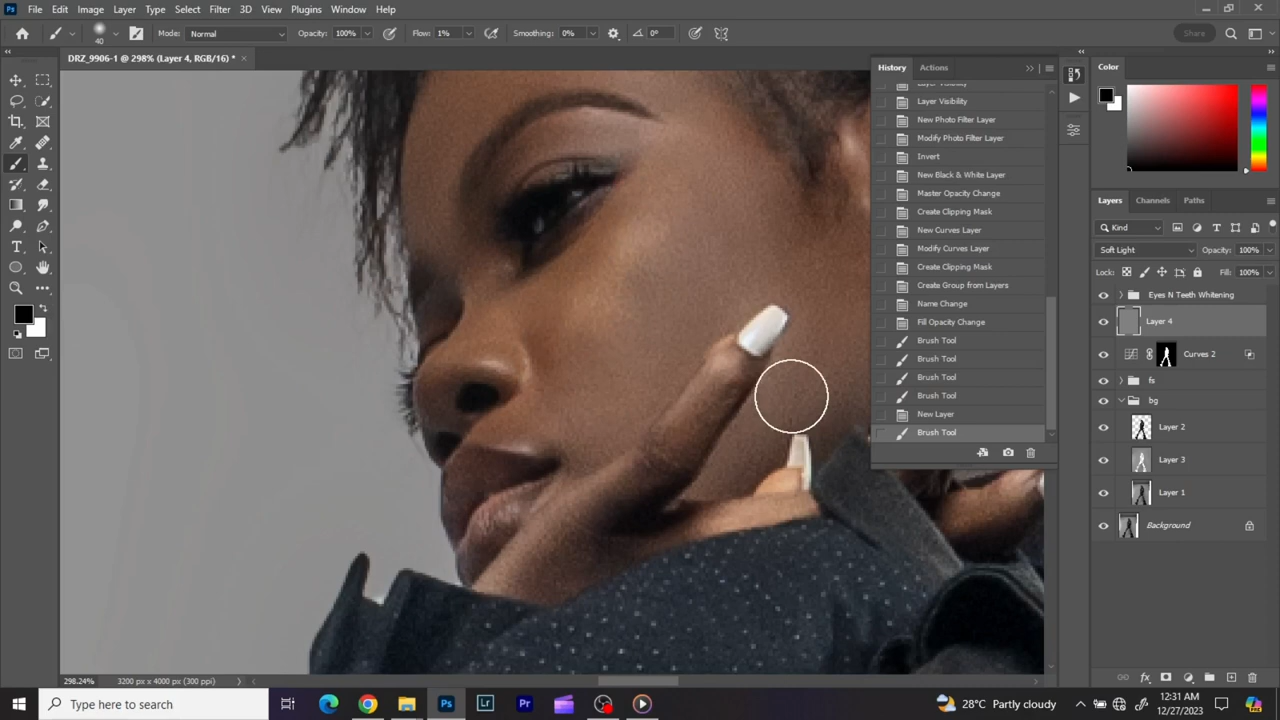 Ps File Edit Image Layer Type Select Filter 3D View Plugins Window Help
40 Mode: Normal Opacity: 100% Flow: 1% Smoothing: 0% 0° Share
DRZ_9906-1 @ 298% (Layer 4, RGB/16) *
History Actions
Layer Visibility
New Photo Filter Layer
Modify Photo Filter Layer
Invert
New Black & White Layer
Master Opacity Change
Create Clipping Mask
New Curves Layer
Modify Curves Layer
Create Clipping Mask
Create Group from Layers
Name Change
Fill Opacity Change
Brush Tool
Brush Tool
Brush Tool
Brush Tool
New Layer
Brush Tool
Color
Layers Channels Paths
Kind
Soft Light Opacity: 100%
Lock: Fill: 100%
Eyes N Teeth Whitening
Layer 4
Curves 2
fs
bg
Layer 2
Layer 3
Layer 1
Background
298.24% 3200 px x 4000 px (300 ppi)
Type here to search Ps Lr Pr 28°C Partly cloudy 12:31 AM
12/27/2023